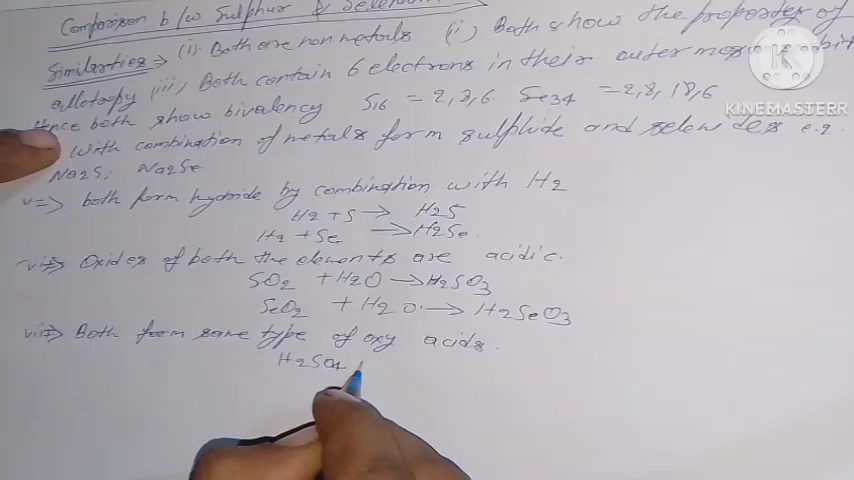 Comparison b/w Sulphur & Selenium
Similarties → (i). Both are non metals (i) Both show the property of
allotropy (iii) Both contain 6 electrons in their outer most orbit
Hence both show bivalency S16 = 2,8,6. Se34 = 2,8,18,6
With combination of metals form sulphide and e.g.
Na2S, Na2Se
v=> both form hydride by combination with H2
H2 + S → H2S
H2 + Se → H2Se
vi=> Oxides of both the elements are acidic.
SO2 + H2O → H2SO3
SeO2 + H2O → H2SeO3
vii=> Both form same type of oxy acids.
H2SO4
K
KINEMASTER